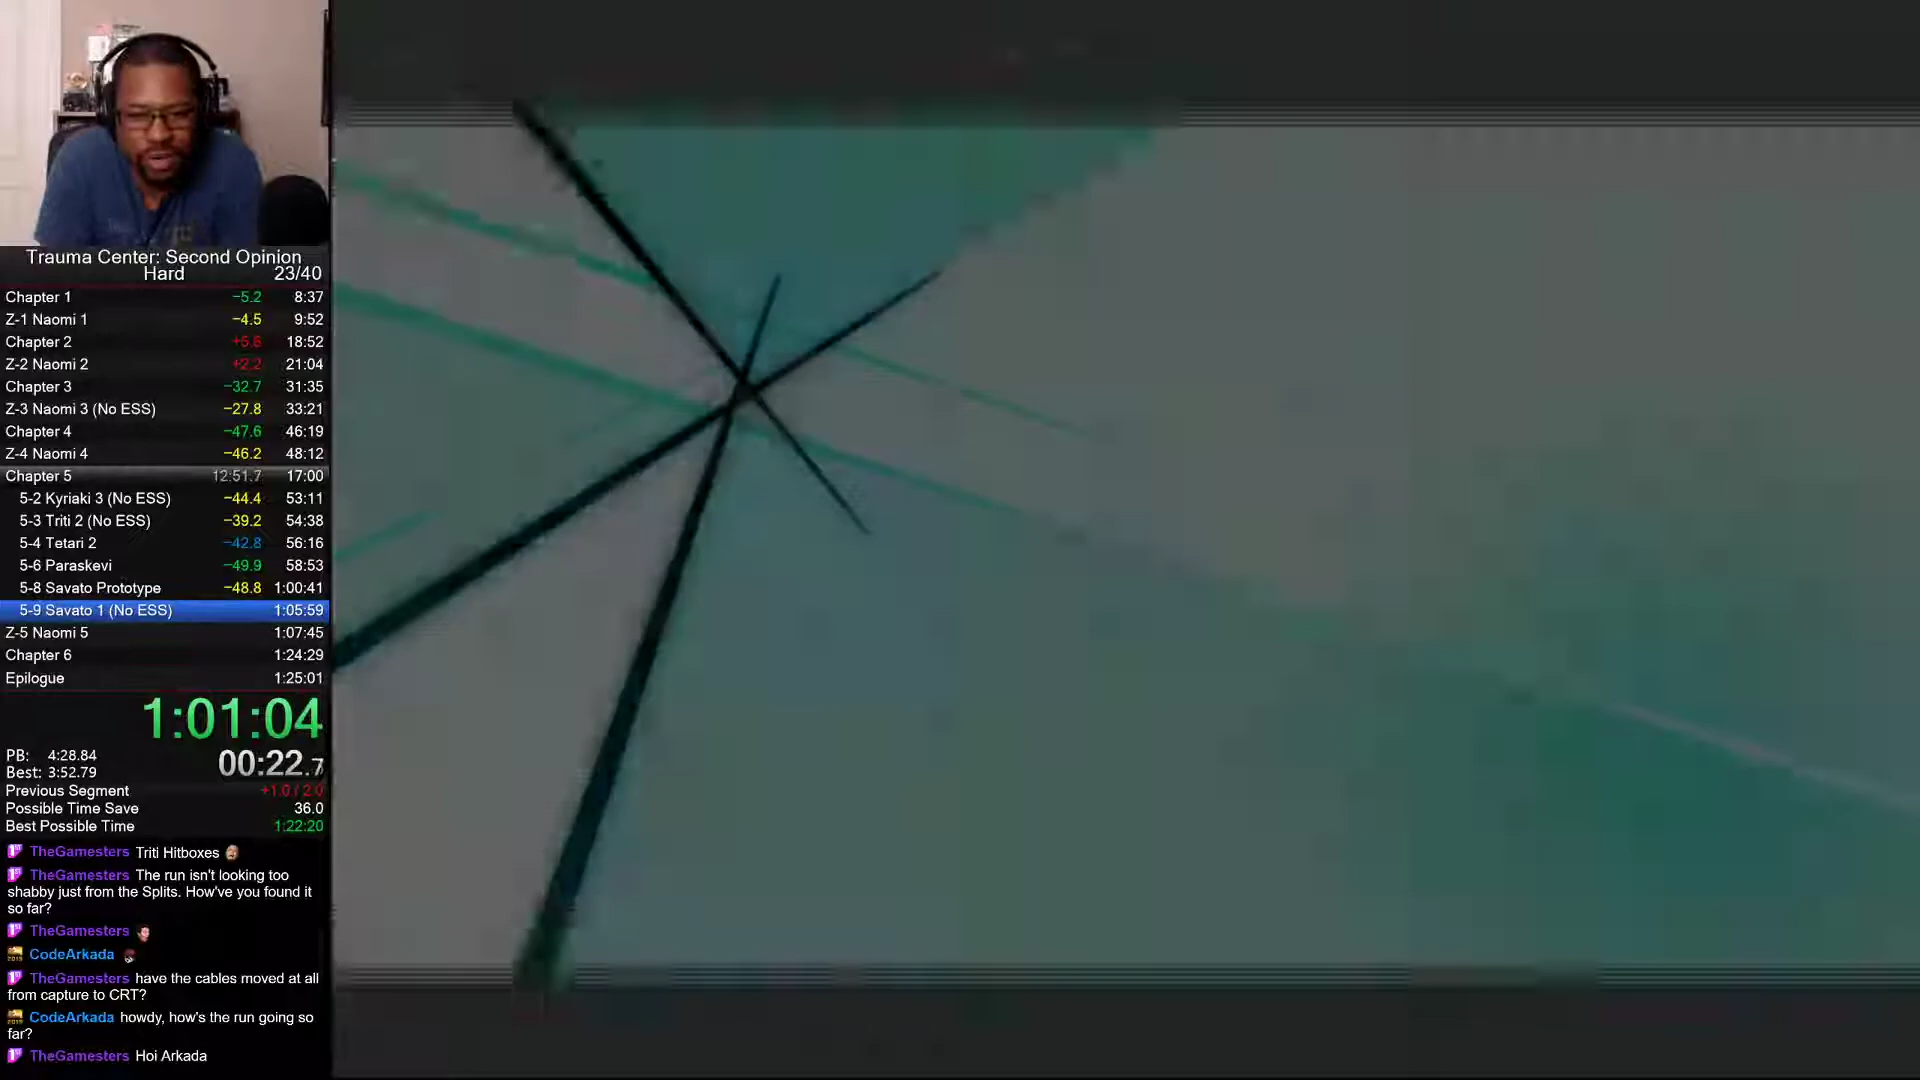 Trauma Center: Second Opinion
Hard 23/40
Chapter 1 −5.2 8:37
Z-1 Naomi 1 −4.5 9:52
Chapter 2 +5.6 18:52
Z-2 Naomi 2 +2.2 21:04
Chapter 3 −32.7 31:35
Z-3 Naomi 3 (No ESS) −27.8 33:21
Chapter 4 −47.6 46:19
Z-4 Naomi 4 −46.2 48:12
Chapter 5 12:51.7 17:00
5-2 Kyriaki 3 (No ESS) −44.4 53:11
5-3 Triti 2 (No ESS) −39.2 54:38
5-4 Tetari 2 −42.8 56:16
5-6 Paraskevi −49.9 58:53
5-8 Savato Prototype −48.8 1:00:41
5-9 Savato 1 (No ESS) 1:05:59
Z-5 Naomi 5 1:07:45
Chapter 6 1:24:29
Epilogue 1:25:01
1:01:04
PB: 4:28.84
Best: 3:52.79
00:22.7
Previous Segment +1.0 / 2.0
Possible Time Save 36.0
Best Possible Time 1:22:20
TheGamesters Triti Hitboxes
TheGamesters The run isn't looking too
shabby just from the Splits. How've you found it
so far?
TheGamesters
CodeArkada
TheGamesters have the cables moved at all
from capture to CRT?
CodeArkada howdy, how's the run going so
far?
TheGamesters Hoi Arkada